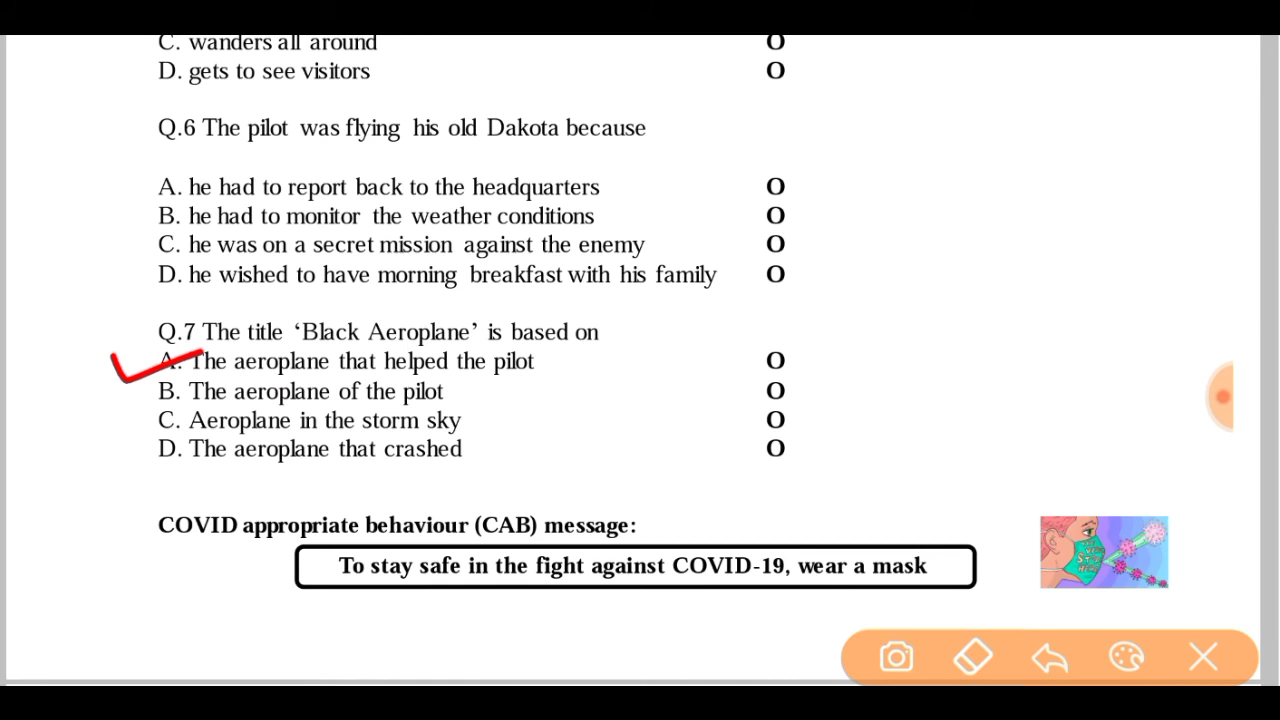 C. wanders all around O
D. gets to see visitors O
Q.6 The pilot was flying his old Dakota because
A. he had to report back to the headquarters O
B. he had to monitor the weather conditions O
C. he was on a secret mission against the enemy O
D. he wished to have morning breakfast with his family O
Q.7 The title ‘Black Aeroplane’ is based on
A. The aeroplane that helped the pilot O
B. The aeroplane of the pilot O
C. Aeroplane in the storm sky O
D. The aeroplane that crashed O
COVID appropriate behaviour (CAB) message:
To stay safe in the fight against COVID-19, wear a mask